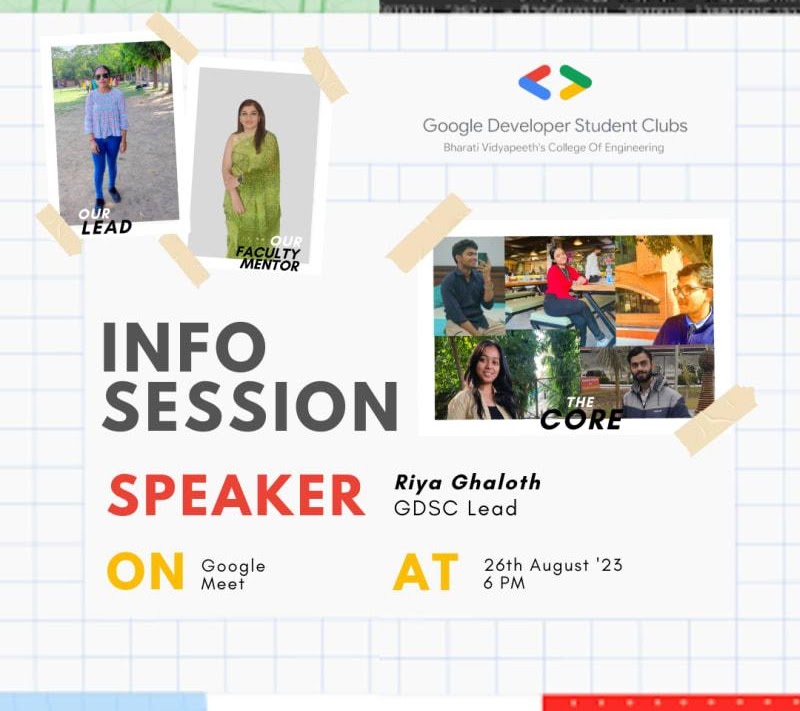 Google Developer Student Clubs
Bharati Vidyapeeth's College Of Engineering
OUR
LEAD
OUR
FACULTY
MENTOR
THE
CORE
INFO
SESSION
SPEAKER
Riya Ghaloth
GDSC Lead
ON
Google
Meet
AT
26th August '23
6 PM